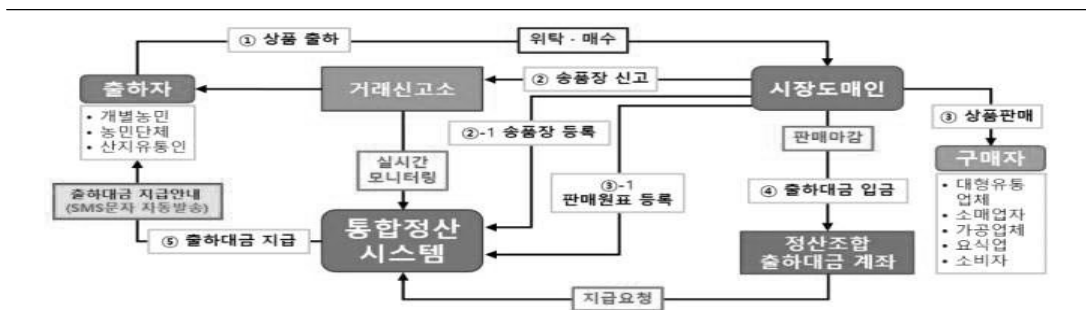 ① 상품 출하
위탁 · 매수
출하자
거래신고소
② 송품장 신고
시장도매인
• 개별농민
• 농민단체
• 산지유통인
②-1 송품장 등록
판매마감
③ 상품판매
구매자
실시간
모니터링
③-1
판매원표 등록
• 대형유통
업체
• 소매업자
• 가공업체
• 요식업
• 소비자
출하대금 지급안내
(SMS문자 자동발송)
④ 출하대금 입금
⑤ 출하대금 지급
통합정산
시스템
정산조합
출하대금 계좌
지급요청